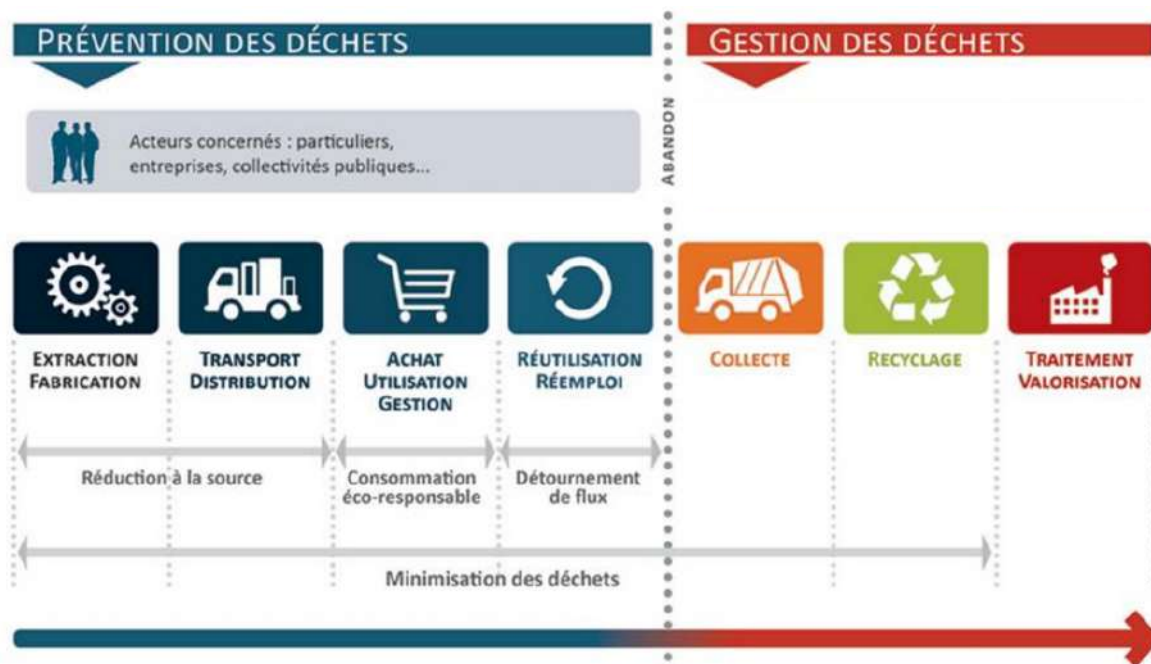 PRÉVENTION DES DÉCHETS
GESTION DES DÉCHETS
Acteurs concernés : particuliers,
entreprises, collectivités publiques...
ABANDON
EXTRACTION
FABRICATION
TRANSPORT
DISTRIBUTION
ACHAT
UTILISATION
GESTION
RÉUTILISATION
RÉEMPLOI
COLLECTE
RECYCLAGE
TRAITEMENT
VALORISATION
Réduction à la source
Consommation
éco-responsable
Détournement
de flux
Minimisation des déchets